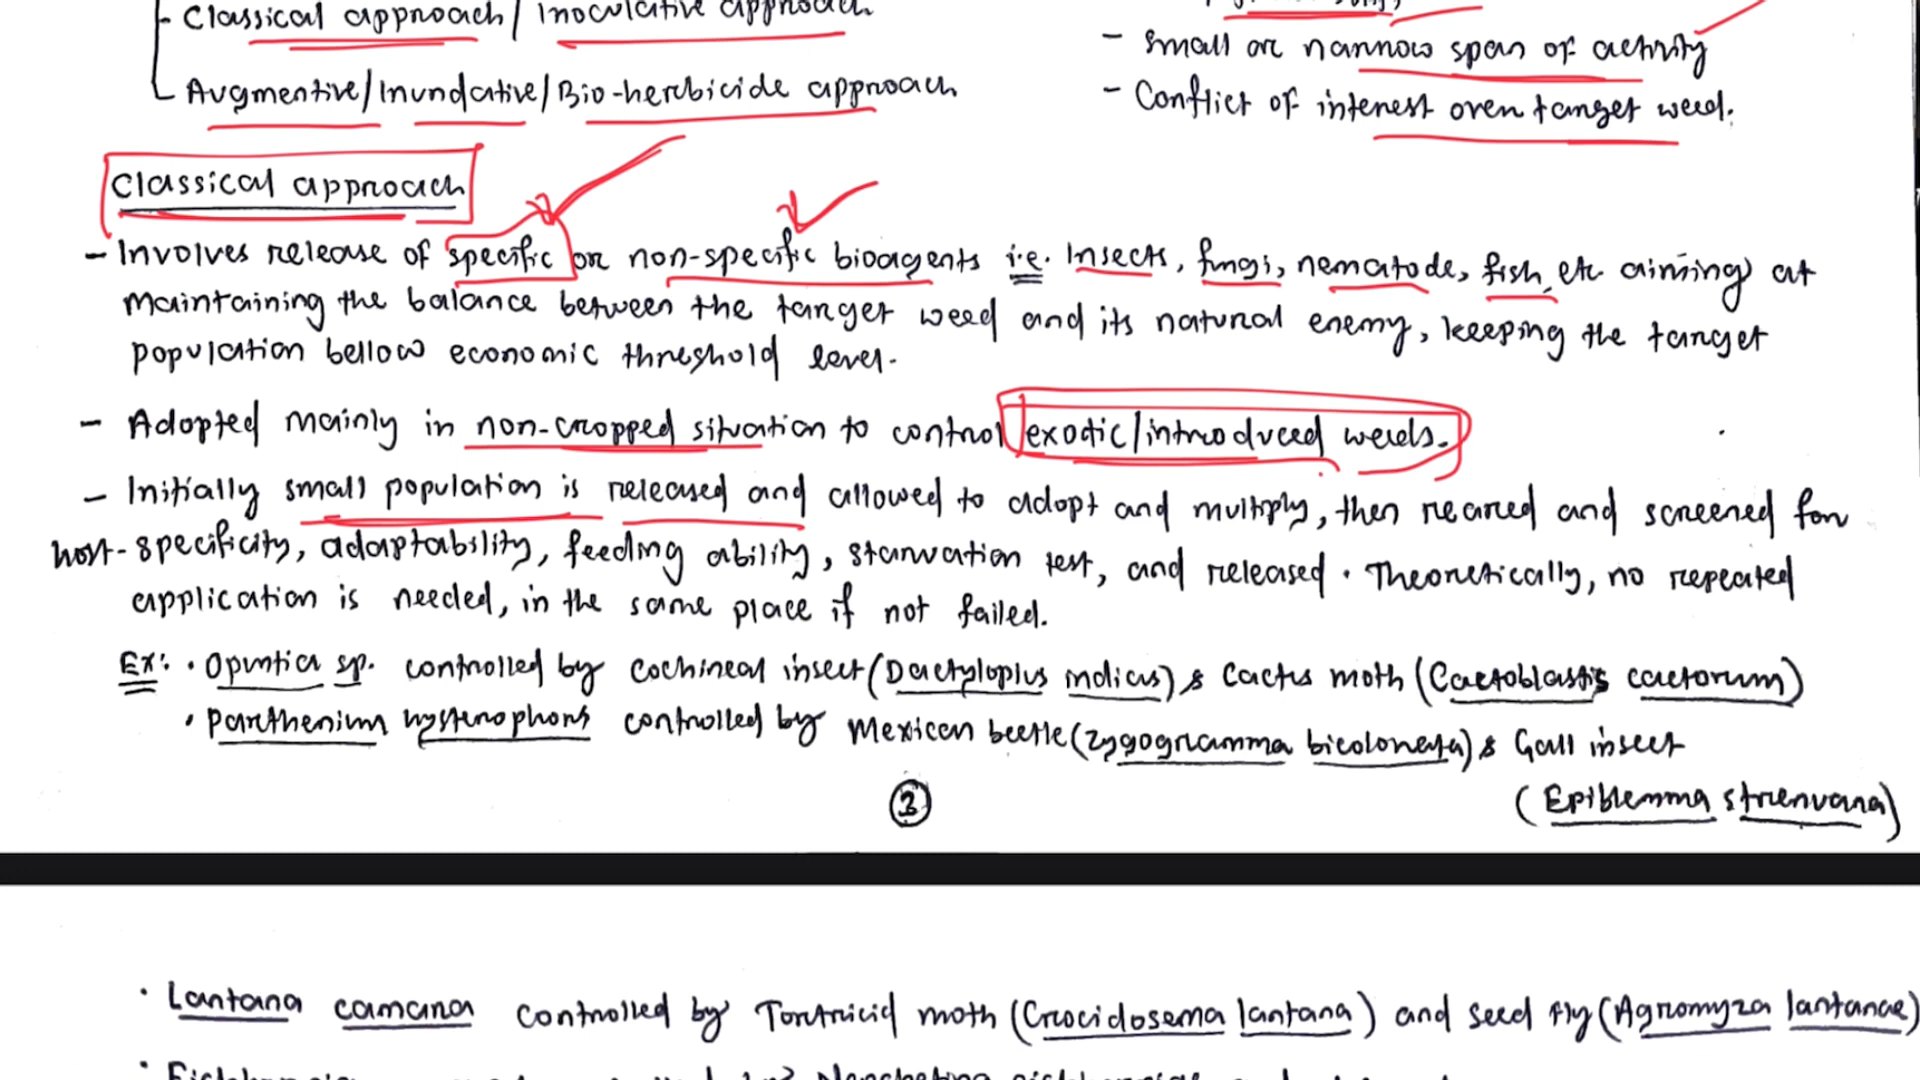 Classical approach / Inoculative approach
Augmentive/Inundative/Bio-herbicide approach
- Small or narrow span of activity
- Conflict of interest over target weed.
Classical approach
- Involves release of specific or non-specific bioagents i.e. Insects, fungi, nematode, fish, etc aiming at
maintaining the balance between the target weed and its natural enemy, keeping the target
population bellow economic threshold level.
- Adopted mainly in non-cropped situation to control exotic/introduced weeds.
- Initially small population is released and allowed to adopt and multiply, then reared and screened for
host-specificity, adaptability, feeding ability, starvation test, and released. Theoretically, no repeated
application is needed, in the same place if not failed.
Ex: • Opuntia sp. controlled by Cochineal insect (Dactyloplus indicus) & Cactus moth (Cactoblastis cactorum)
• Parthenium hysterophorus controlled by Mexican beetle (zygogramma bicolorata) & Gall insect
(Epiblemma strenuana)
• Lantana camara controlled by Tortricid moth (Crocidosema lantana) and seed fly (Agromyza lantanae)